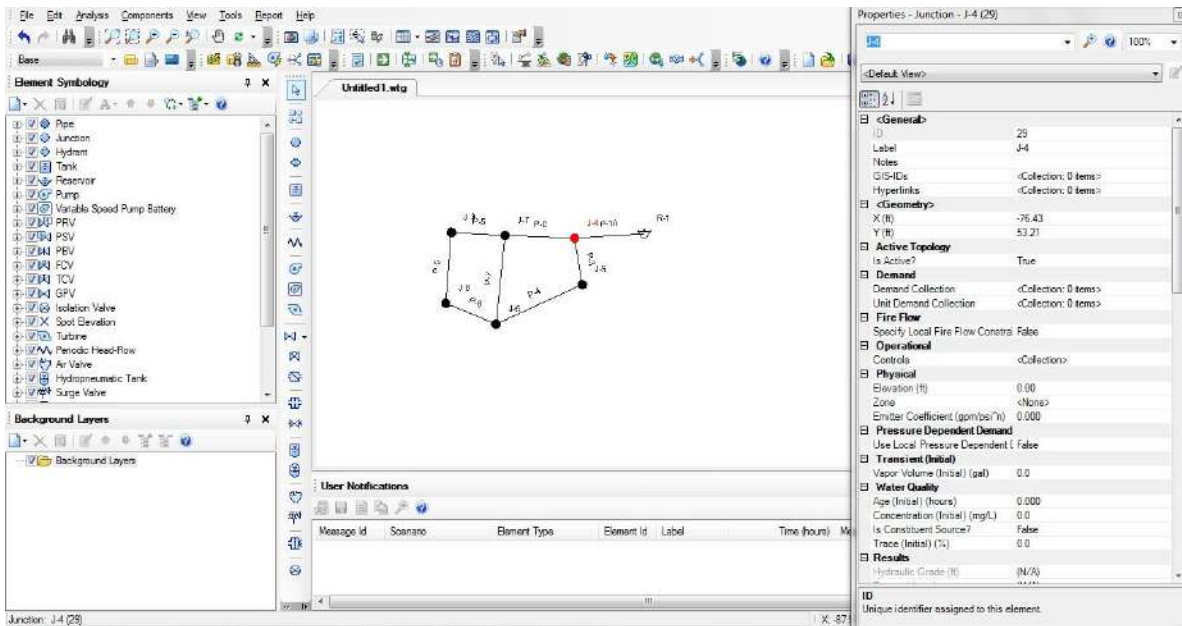 File Edit Analysis Components View Tools Report Help
Base
Element Symbology
Pipe
Junction
Hydrant
Tank
Reservoir
Pump
Variable Speed Pump Battery
PRV
PSV
PBV
FCV
TCV
GPV
Isolation Valve
Spot Elevation
Turbine
Periodic Head-Flow
Air Valve
Hydropneumatic Tank
Surge Valve
Background Layers
Background Layers
Untitled1.wtg
P-5 J-7 J-4 P-10 R-1
J-5
J-8 P-8 J-6 P-4
User Notifications
Message Id Scenario Element Type Element Id Label Time (hours)
Junction: J-4 (29)
Properties - Junction - J-4 (29)
J-4 100%
<Default View>
<General>
ID 29
Label J-4
Notes
GIS-IDs <Collection: 0 items>
Hyperlinks <Collection: 0 items>
<Geometry>
X (ft) -76.43
Y (ft) 53.21
Active Topology
Is Active? True
Demand
Demand Collection <Collection: 0 items>
Unit Demand Collection <Collection: 0 items>
Fire Flow
Specify Local Fire Flow Constrai False
Operational
Controls <Collection>
Physical
Elevation (ft) 0.00
Zone <None>
Emitter Coefficient (gpm/psi^n) 0.000
Pressure Dependent Demand
Use Local Pressure Dependent False
Transient (Initial)
Vapor Volume (Initial) (gal) 0.0
Water Quality
Age (Initial) (hours) 0.000
Concentration (Initial) (mg/L) 0.0
Is Constituent Source? False
Trace (Initial) (%) 0.0
Results
Hydraulic Grade (ft) (N/A)
ID
Unique identifier assigned to this element.